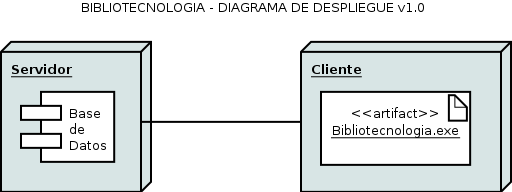 BIBLIOTECNOLOGIA - DIAGRAMA DE DESPLIEGUE v1.0
Servidor
Base
de
Datos
Cliente
<<artifact>>
Bibliotecnologia.exe